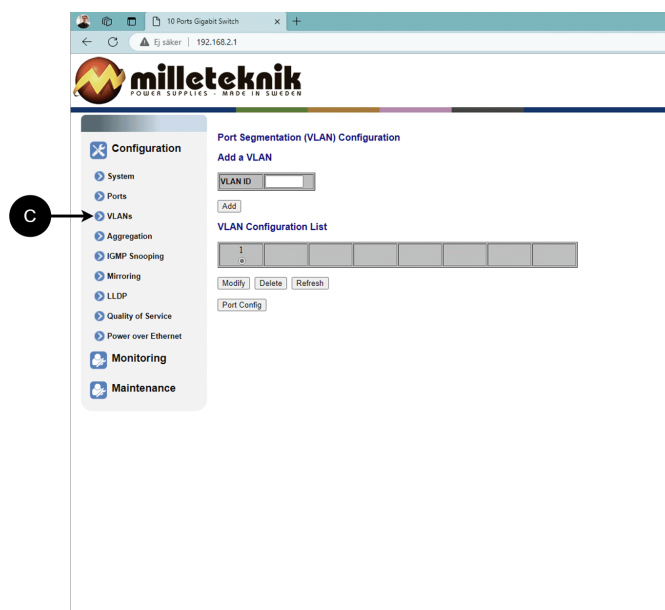 10 Ports Gigabit Switch
Ej säker | 192.168.2.1
milleteknik
POWER SUPPLIES - MADE IN SWEDEN
Configuration
System
Ports
VLANs
Aggregation
IGMP Snooping
Mirroring
LLDP
Quality of Service
Power over Ethernet
Monitoring
Maintenance
C
Port Segmentation (VLAN) Configuration
Add a VLAN
VLAN ID
Add
VLAN Configuration List
1
Modify Delete Refresh
Port Config